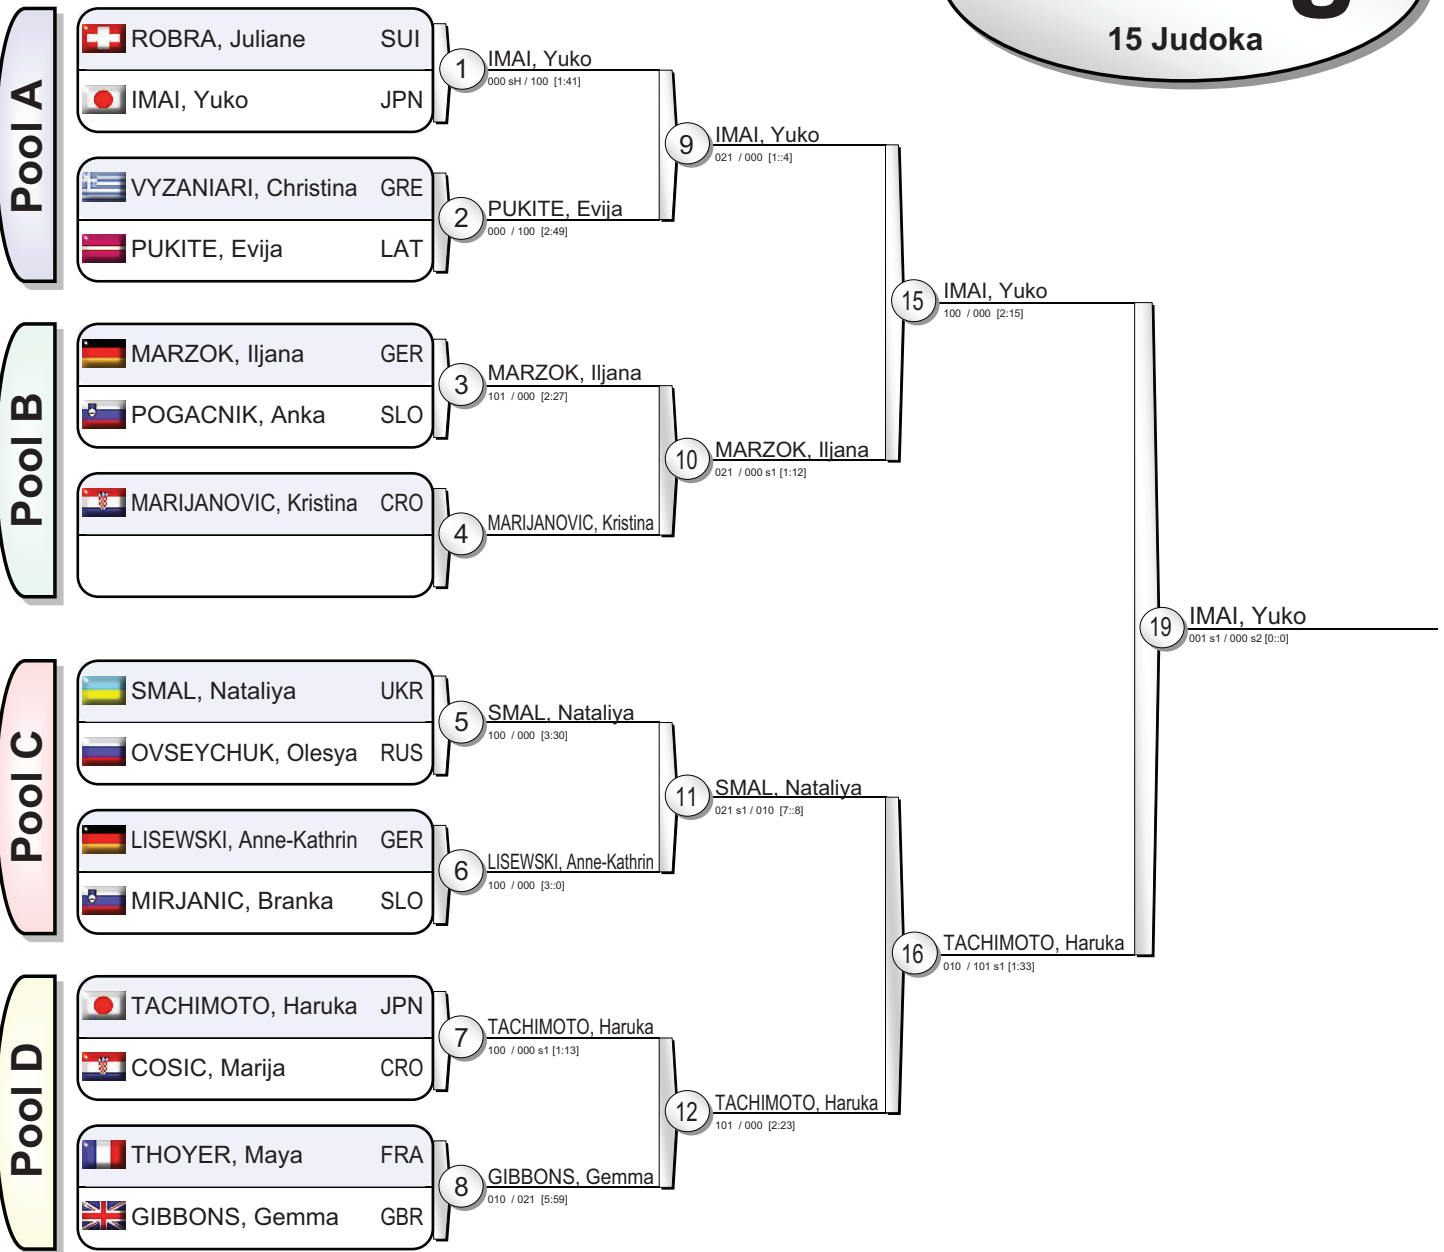 15 Judoka
Pool A
ROBRA, Juliane SUI
IMAI, Yuko JPN
1
IMAI, Yuko
000 sH / 100 [1:41]
VYZANIARI, Christina GRE
PUKITE, Evija LAT
2
PUKITE, Evija
000 / 100 [2:49]
9
IMAI, Yuko
021 / 000 [1::4]
Pool B
MARZOK, Iljana GER
POGACNIK, Anka SLO
3
MARZOK, Iljana
101 / 000 [2:27]
MARIJANOVIC, Kristina CRO
4
MARIJANOVIC, Kristina
10
MARZOK, Iljana
021 / 000 s1 [1:12]
15
IMAI, Yuko
100 / 000 [2:15]
Pool C
SMAL, Nataliya UKR
OVSEYCHUK, Olesya RUS
5
SMAL, Nataliya
100 / 000 [3:30]
LISEWSKI, Anne-Kathrin GER
MIRJANIC, Branka SLO
6
LISEWSKI, Anne-Kathrin
100 / 000 [3::0]
11
SMAL, Nataliya
021 s1 / 010 [7::8]
Pool D
TACHIMOTO, Haruka JPN
COSIC, Marija CRO
7
TACHIMOTO, Haruka
100 / 000 s1 [1:13]
THOYER, Maya FRA
GIBBONS, Gemma GBR
8
GIBBONS, Gemma
010 / 021 [5:59]
12
TACHIMOTO, Haruka
101 / 000 [2:23]
16
TACHIMOTO, Haruka
010 / 101 s1 [1:33]
19
IMAI, Yuko
001 s1 / 000 s2 [0::0]